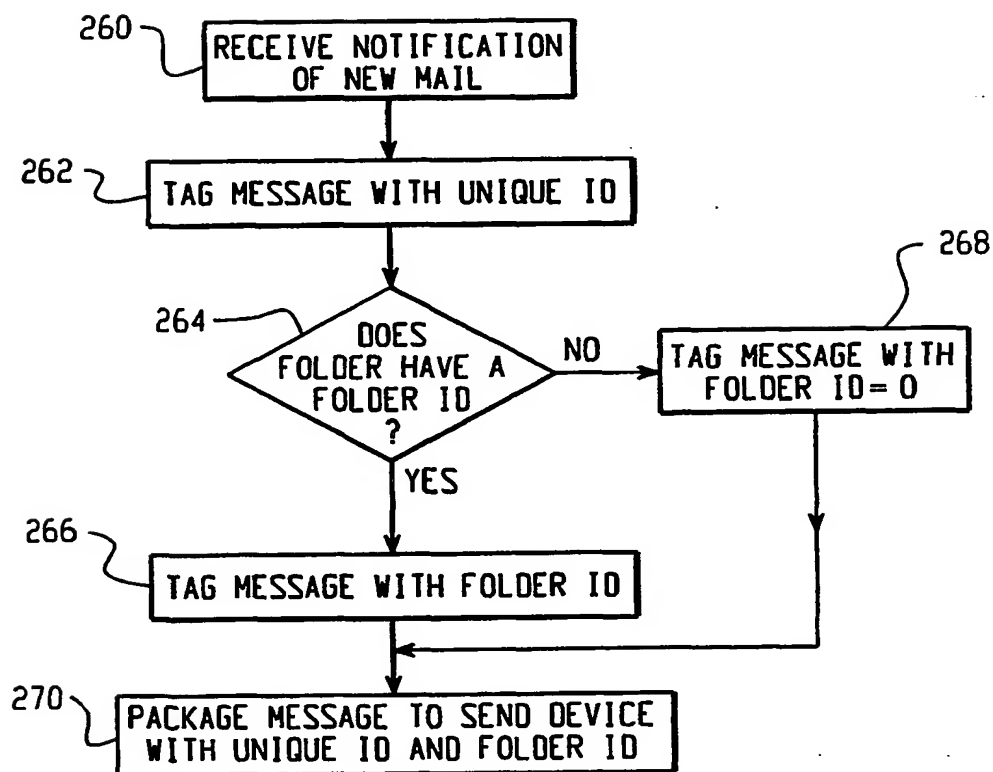 260
RECEIVE NOTIFICATION
OF NEW MAIL
262
TAG MESSAGE WITH UNIQUE ID
264
DOES
FOLDER HAVE A
FOLDER ID
?
NO
268
TAG MESSAGE WITH
FOLDER ID= 0
YES
266
TAG MESSAGE WITH FOLDER ID
270
PACKAGE MESSAGE TO SEND DEVICE
WITH UNIQUE ID AND FOLDER ID